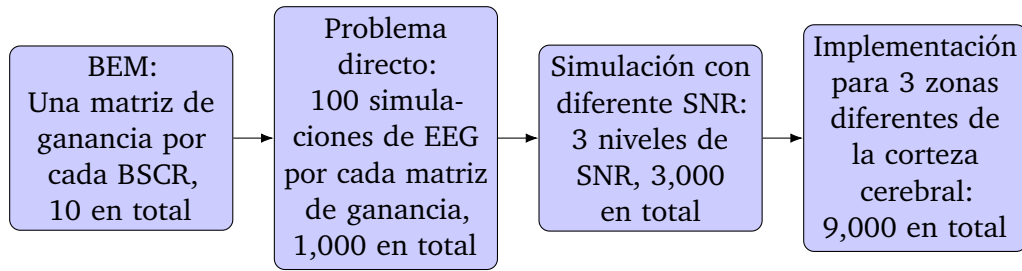 BEM:
Una matriz de
ganancia por
cada BSCR,
10 en total
Problema
directo:
100 simula-
ciones de EEG
por cada matriz
de ganancia,
1,000 en total
Simulación con
diferente SNR:
3 niveles de
SNR, 3,000
en total
Implementación
para 3 zonas
diferentes de
la corteza
cerebral:
9,000 en total